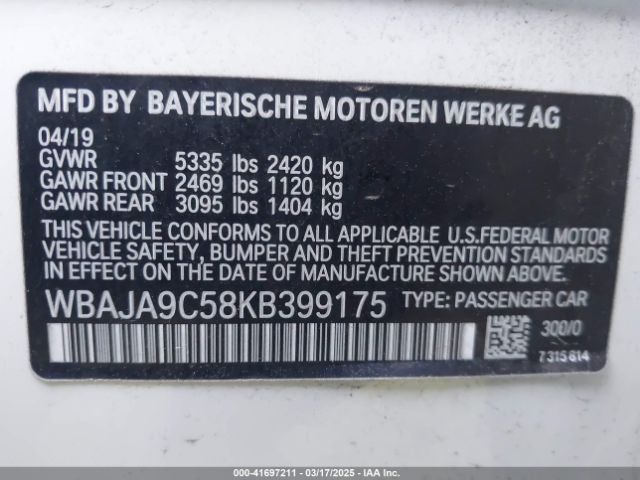 MFD BY BAYERISCHE MOTOREN WERKE AG
04/19
GVWR 5335 lbs 2420 kg
GAWR FRONT 2469 lbs 1120 kg
GAWR REAR 3095 lbs 1404 kg
THIS VEHICLE CONFORMS TO ALL APPLICABLE U.S.FEDERAL MOTOR
VEHICLE SAFETY, BUMPER AND THEFT PREVENTION STANDARDS
IN EFFECT ON THE DATE OF MANUFACTURE SHOWN ABOVE.
WBAJA9C58KB399175 TYPE: PASSENGER CAR
300/0
7315614
000-41697211 - 03/17/2025 - IAA Inc.